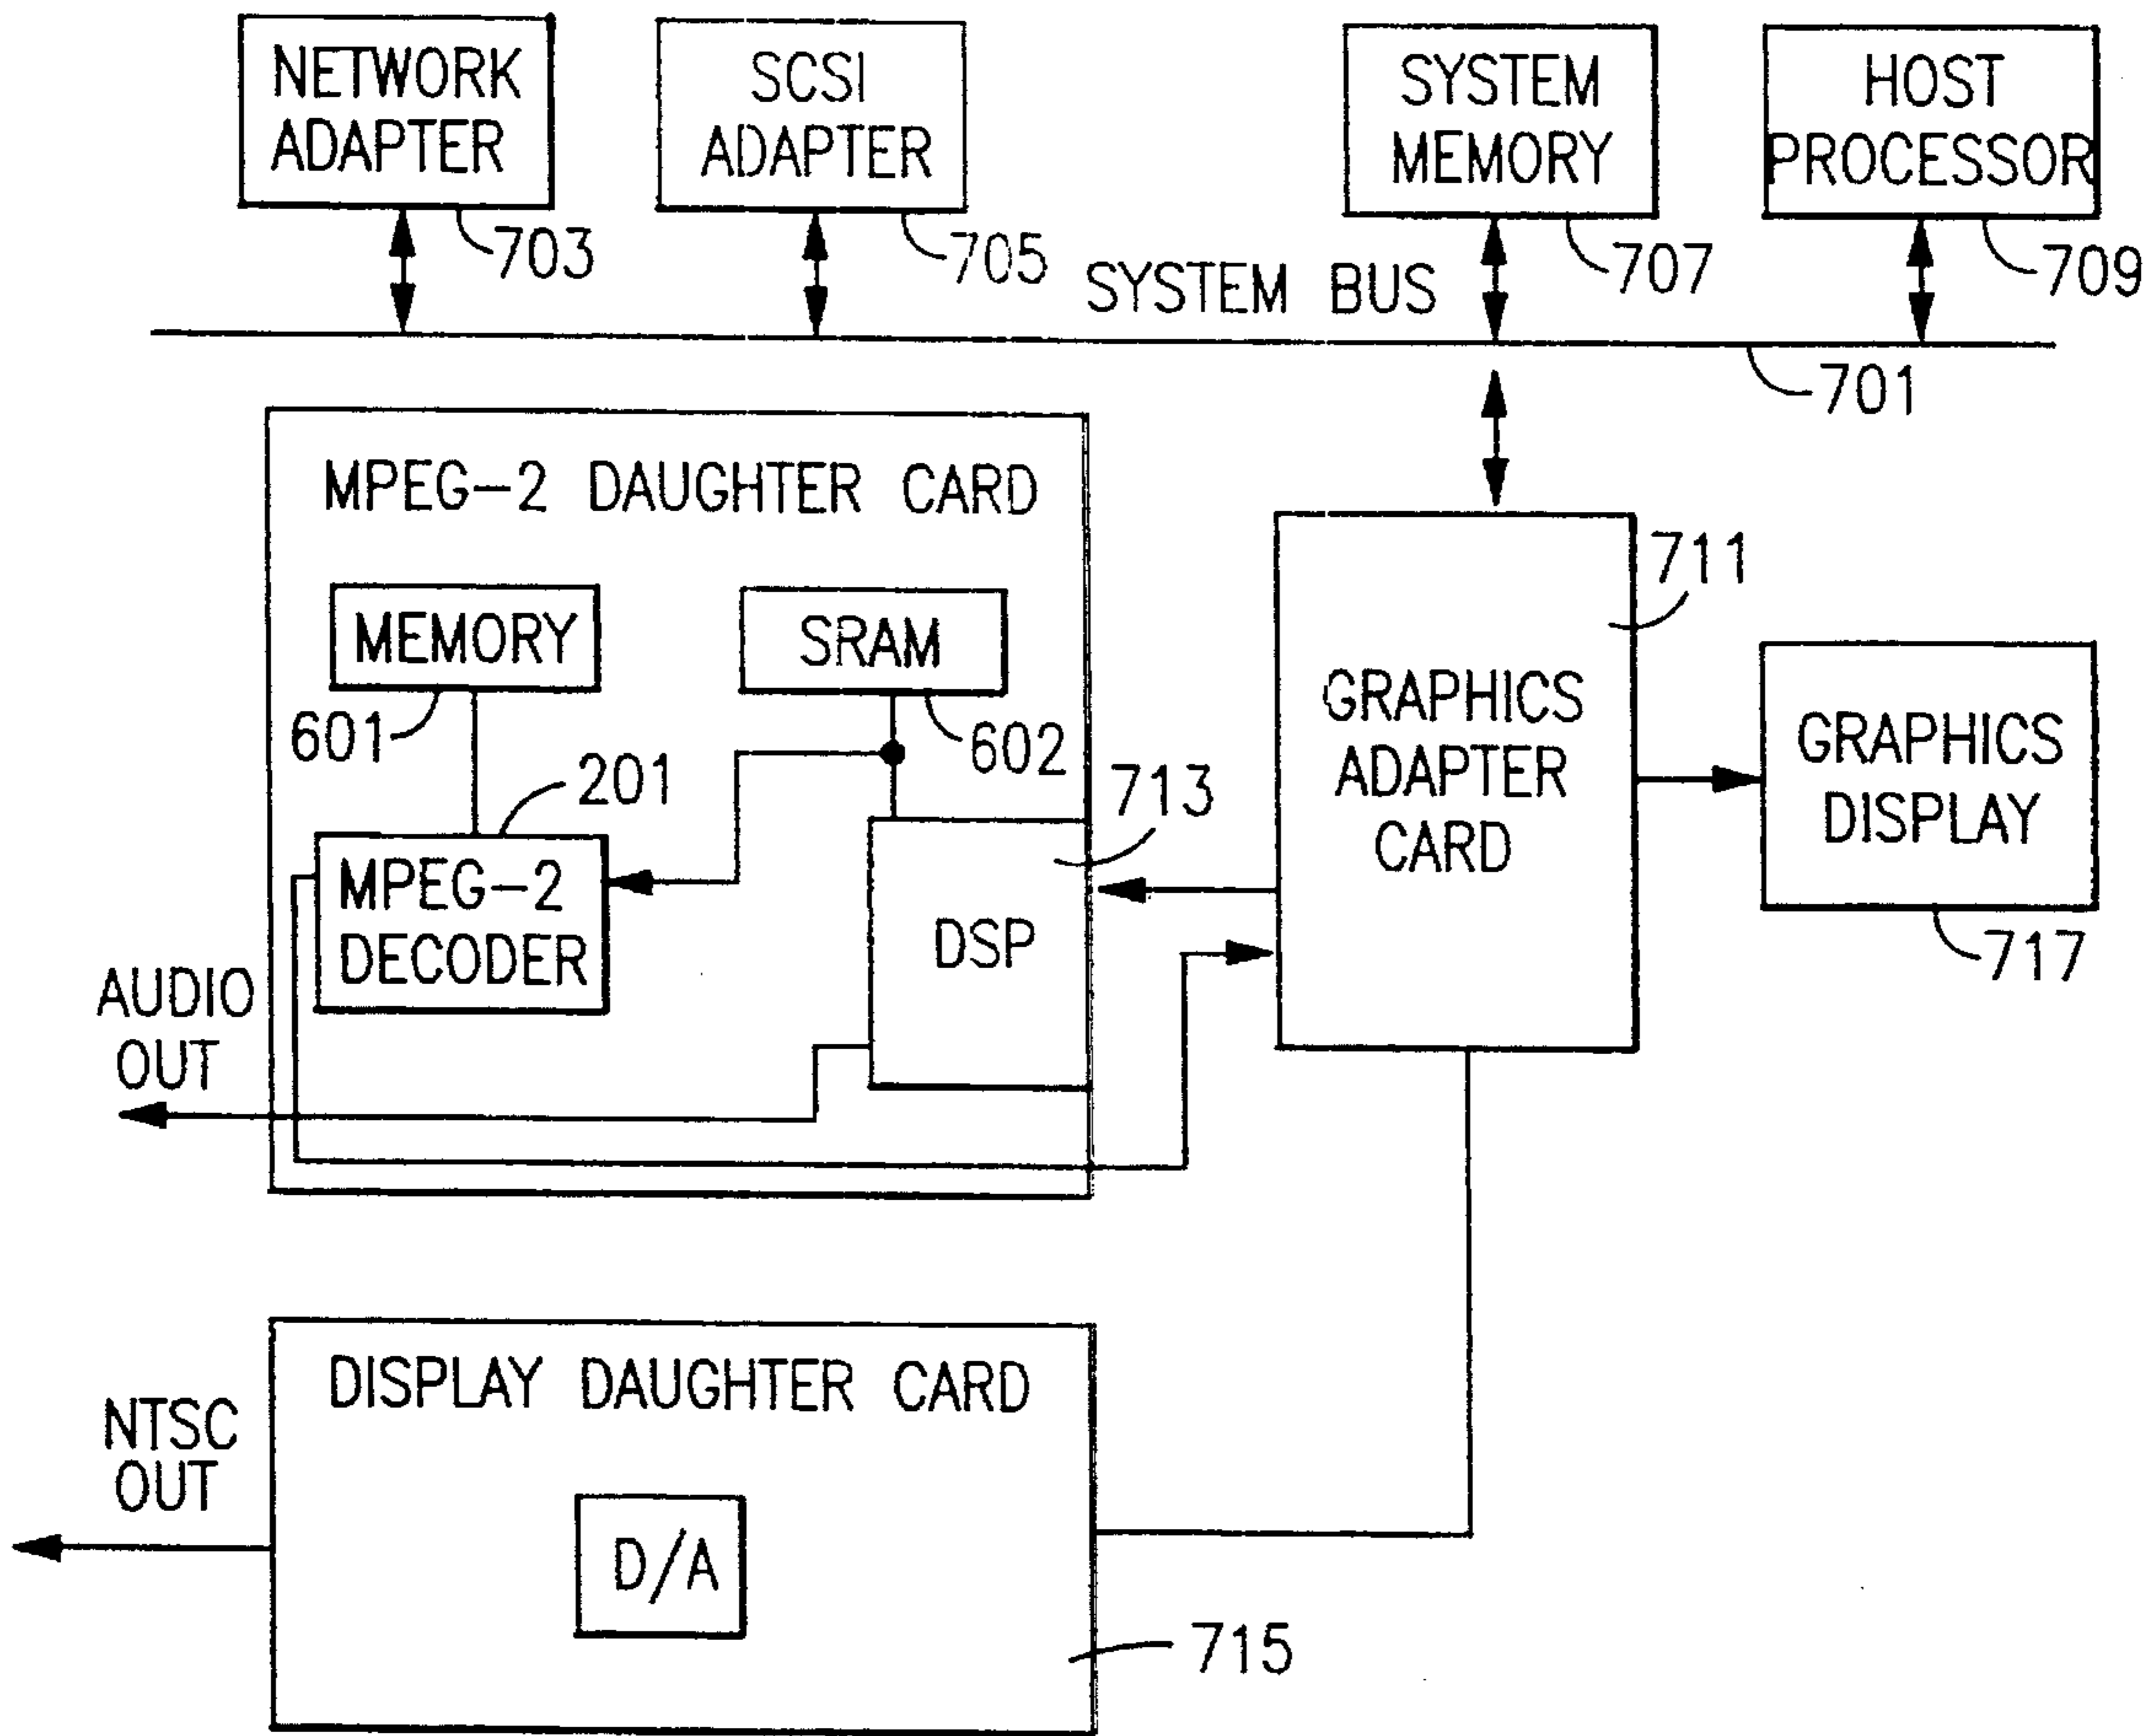 NETWORK
ADAPTER
703
SCSI
ADAPTER
705
SYSTEM
MEMORY
707
HOST
PROCESSOR
709
SYSTEM BUS
701
MPEG-2 DAUGHTER CARD
MEMORY
601
SRAM
602
201
MPEG-2
DECODER
713
DSP
AUDIO
OUT
711
GRAPHICS
ADAPTER
CARD
GRAPHICS
DISPLAY
717
DISPLAY DAUGHTER CARD
NTSC
OUT
D/A
715